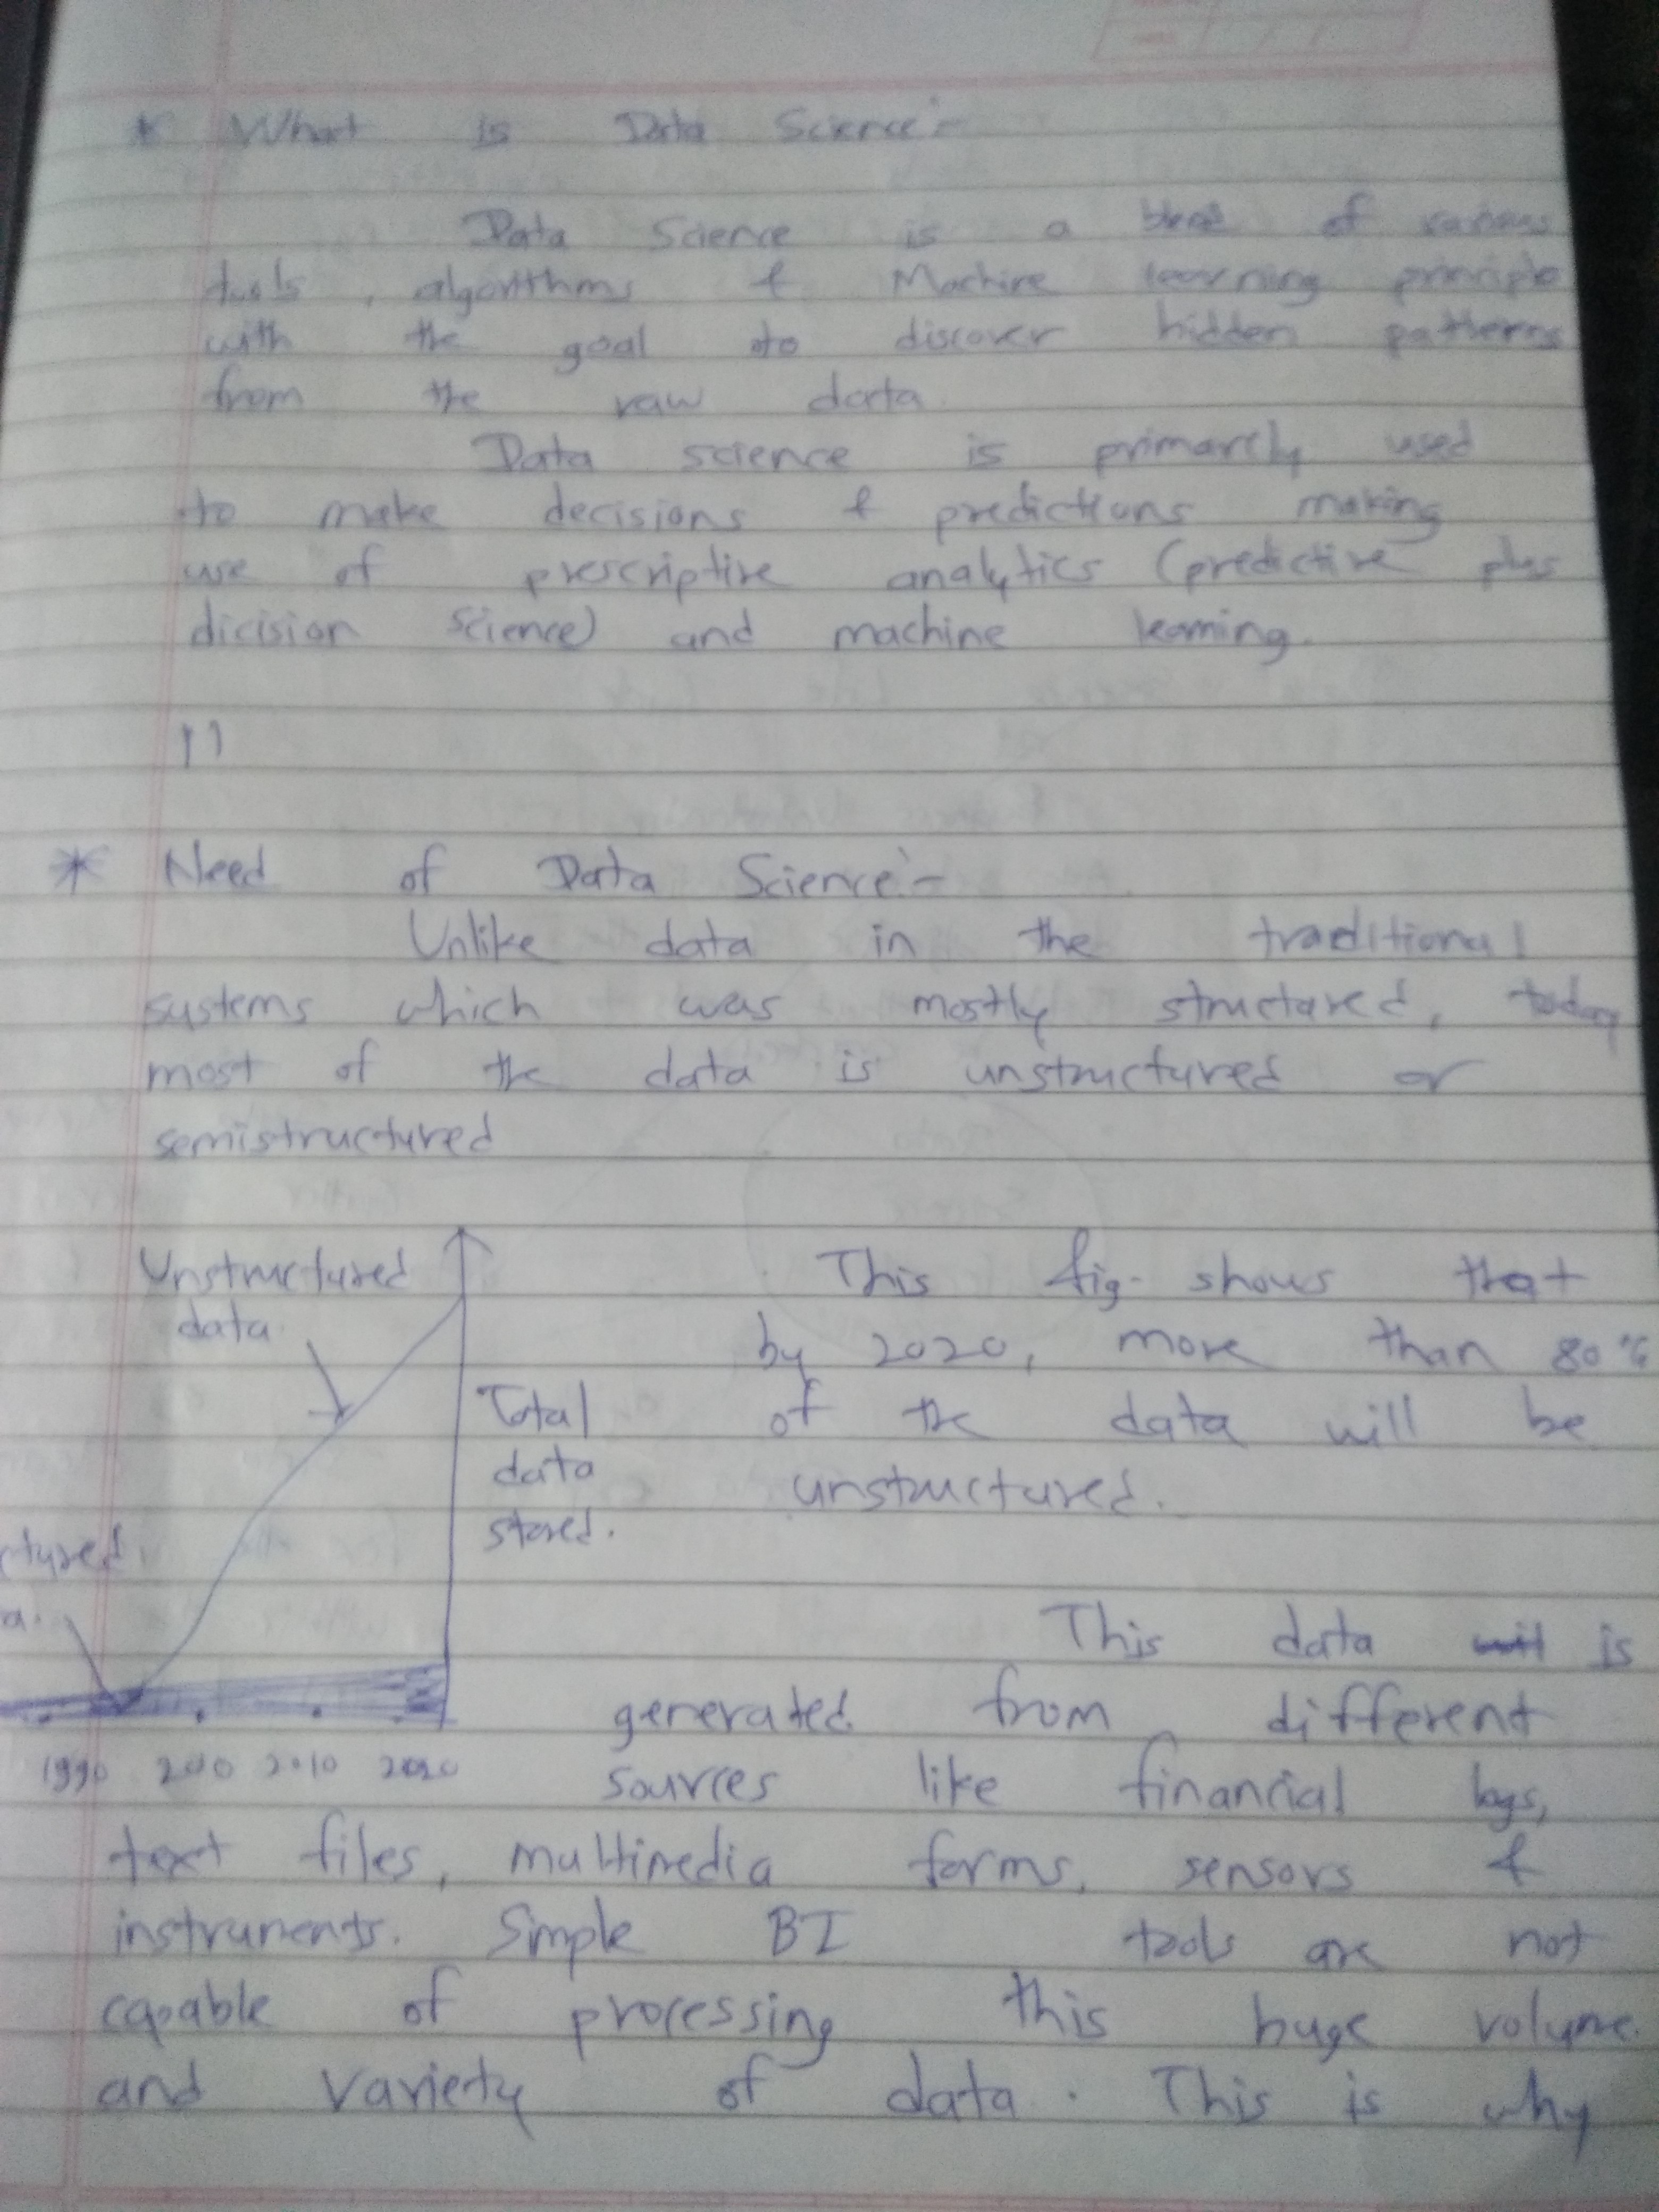 * What is Data Science:-
Data Science is a blend of various
tools, algorithms & Machine learning principle
with the goal to discover hidden patterns
from the raw data
Data science is primarly used
to make decisions & predictions making
use of prescriptive analytics (predictive plus
dicision science) and machine learning.
11
* Need of Data Science:-
Unlike data in the traditional
systems which was mostly structured, today
most of the data is unstructured or
semistructured
Unstructured
data
Total
data
stored.
ctured
a.
1990 2000 2010 2020
This fig. shows that
by 2020, more than 80%
of the data will be
unstructured.
This data is
generated from different
sources like financial logs,
text files, multimedia forms, sensors &
instruments. Simple BI tools are not
capable of processing this huge volume
and variety of data. This is why